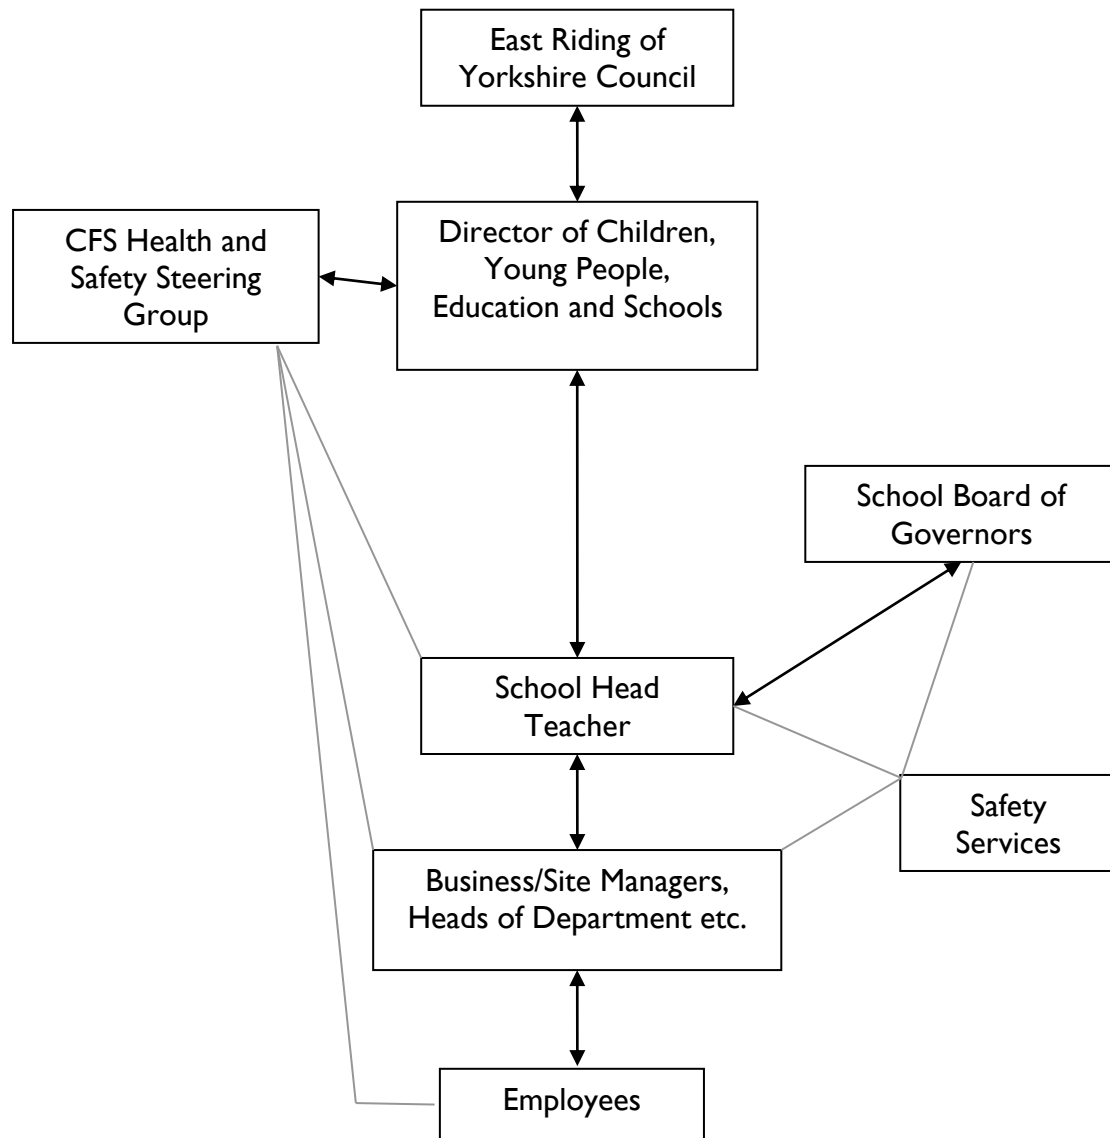 East Riding of
Yorkshire Council
CFS Health and
Safety Steering
Group
Director of Children,
Young People,
Education and Schools
School Board of
Governors
School Head
Teacher
Safety
Services
Business/Site Managers,
Heads of Department etc.
Employees